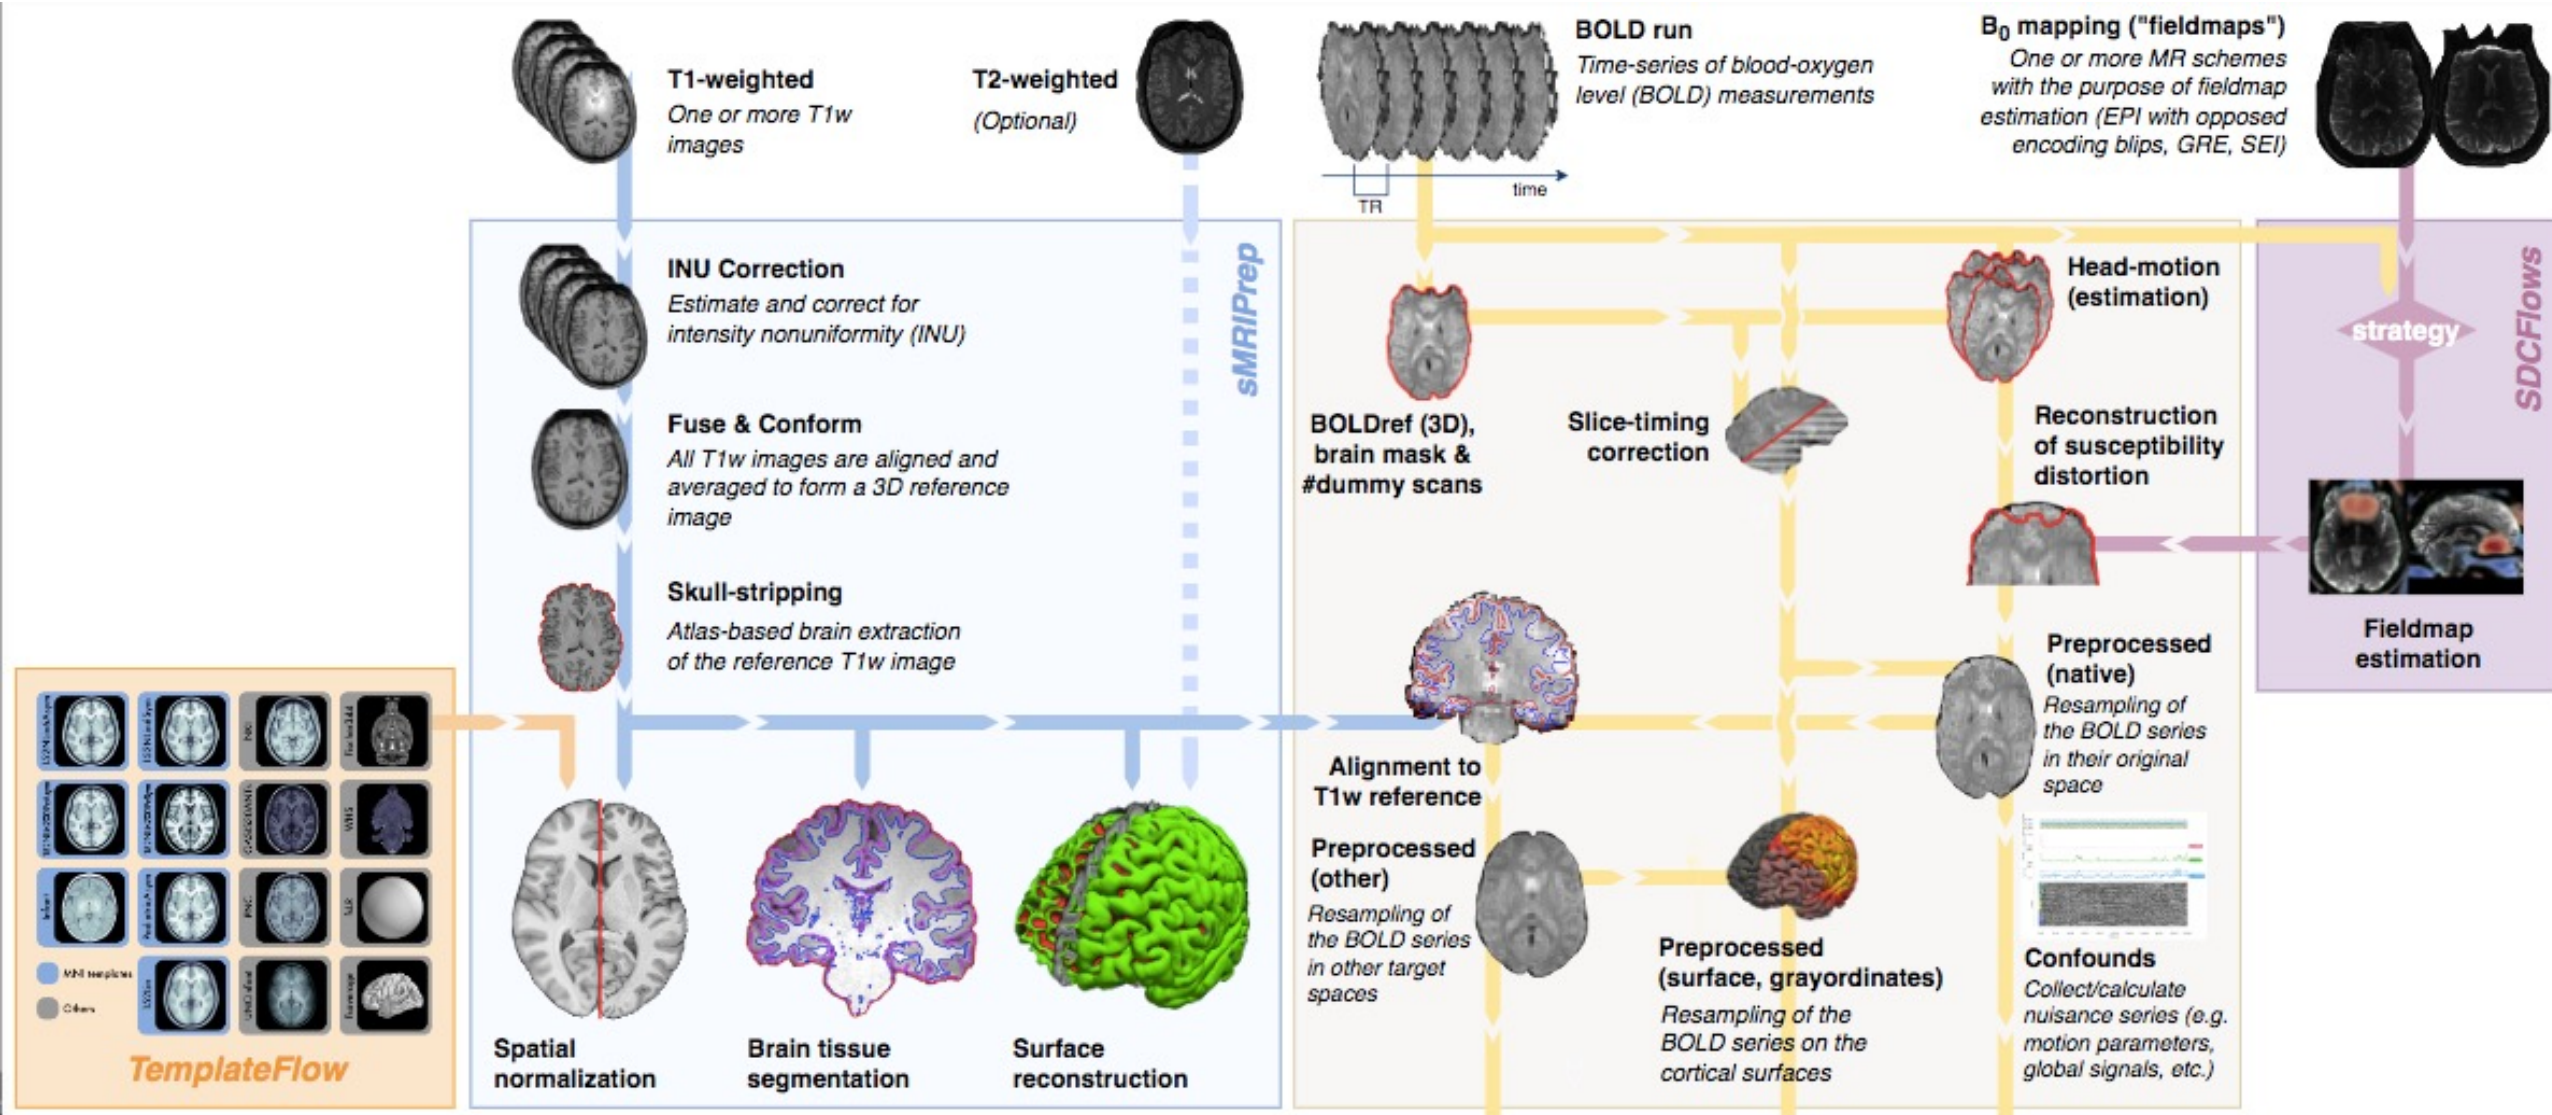 T1-weighted
One or more T1w
images
T2-weighted
(Optional)
BOLD run
Time-series of blood-oxygen
level (BOLD) measurements
TR
time
B0 mapping ("fieldmaps")
One or more MR schemes
with the purpose of fieldmap
estimation (EPI with opposed
encoding blips, GRE, SEI)
sMRIPrep
INU Correction
Estimate and correct for
intensity nonuniformity (INU)
Fuse & Conform
All T1w images are aligned and
averaged to form a 3D reference
image
Skull-stripping
Atlas-based brain extraction
of the reference T1w image
MNI templates
Others
TemplateFlow
Spatial
normalization
Brain tissue
segmentation
Surface
reconstruction
BOLDref (3D),
brain mask &
#dummy scans
Slice-timing
correction
Head-motion
(estimation)
Reconstruction
of susceptibility
distortion
Alignment to
T1w reference
Preprocessed
(native)
Resampling of
the BOLD series
in their original
space
Preprocessed
(other)
Resampling of
the BOLD series
in other target
spaces
Preprocessed
(surface, grayordinates)
Resampling of the
BOLD series on the
cortical surfaces
Confounds
Collect/calculate
nuisance series (e.g.
motion parameters,
global signals, etc.)
SDCFlows
strategy
Fieldmap
estimation